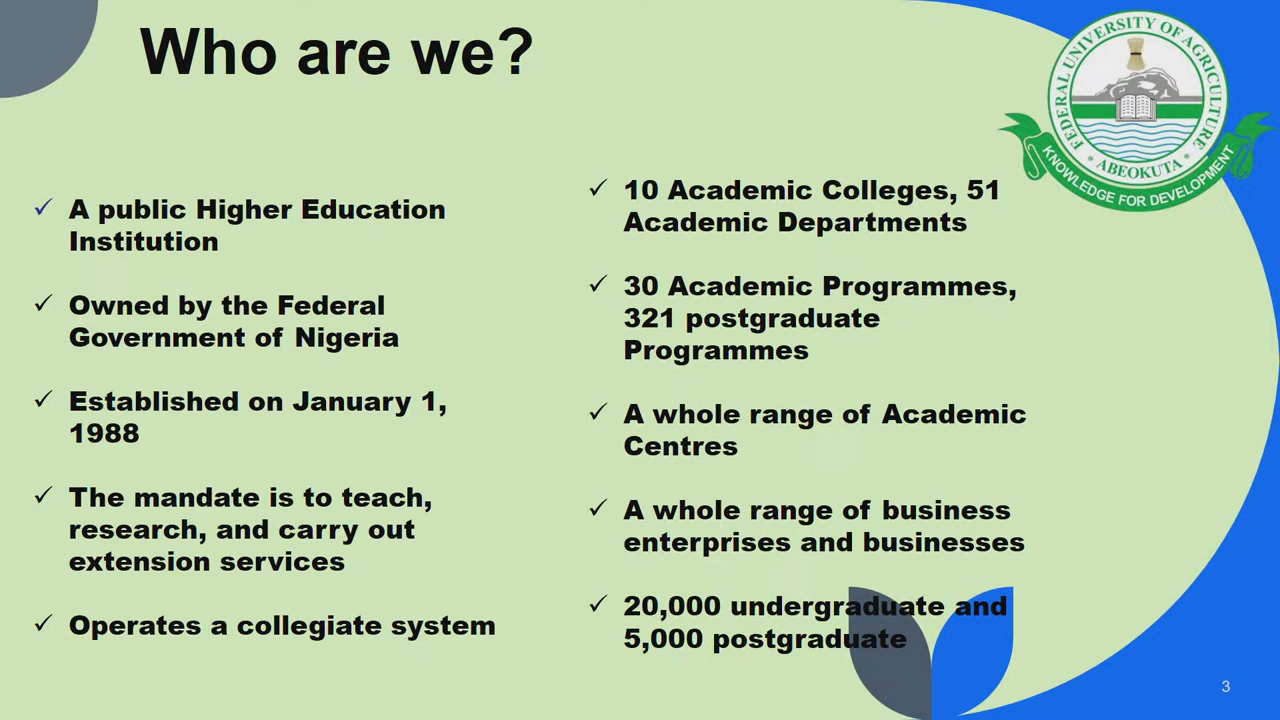 Who are we?
✓ A public Higher Education
Institution
✓ Owned by the Federal
Government of Nigeria
✓ Established on January 1,
1988
✓ The mandate is to teach,
research, and carry out
extension services
✓ Operates a collegiate system
✓ 10 Academic Colleges, 51
Academic Departments
✓ 30 Academic Programmes,
321 postgraduate
Programmes
✓ A whole range of Academic
Centres
✓ A whole range of business
enterprises and businesses
✓ 20,000 undergraduate and
5,000 postgraduate
FEDERAL UNIVERSITY OF AGRICULTURE
* ABEOKUTA *
KNOWLEDGE FOR DEVELOPMENT
3